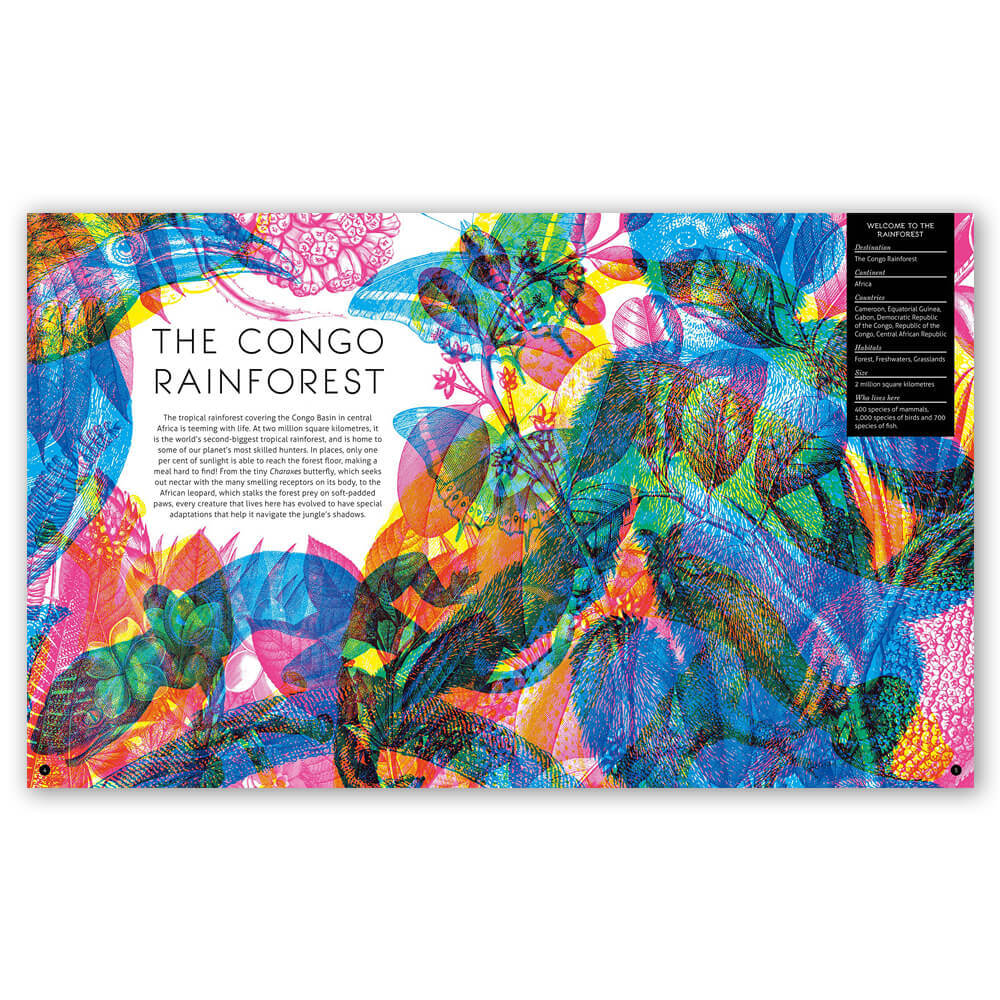 THE CONGO
RAINFOREST
The tropical rainforest covering the Congo Basin in central
Africa is teeming with life. At two million square kilometres, it
is the world's second-biggest tropical rainforest, and is home to
some of our planet's most skilled hunters. In places, only one
per cent of sunlight is able to reach the forest floor, making a
meal hard to find! From the tiny Charaxes butterfly, which seeks
out nectar with the many smelling receptors on its body, to the
African leopard, which stalks the forest prey on soft-padded
paws, every creature that lives here has evolved to have special
adaptations that help it navigate the jungle's shadows.
WELCOME TO THE
RAINFOREST
Destination
The Congo Rainforest
Continent
Africa
Countries
Cameroon, Equatorial Guinea,
Gabon, Democratic Republic
of the Congo, Republic of the
Congo, Central African Republic
Habitats
Forest, Freshwaters, Grasslands
Size
2 million square kilometres
Who lives here
400 species of mammals,
1,000 species of birds and 700
species of fish.